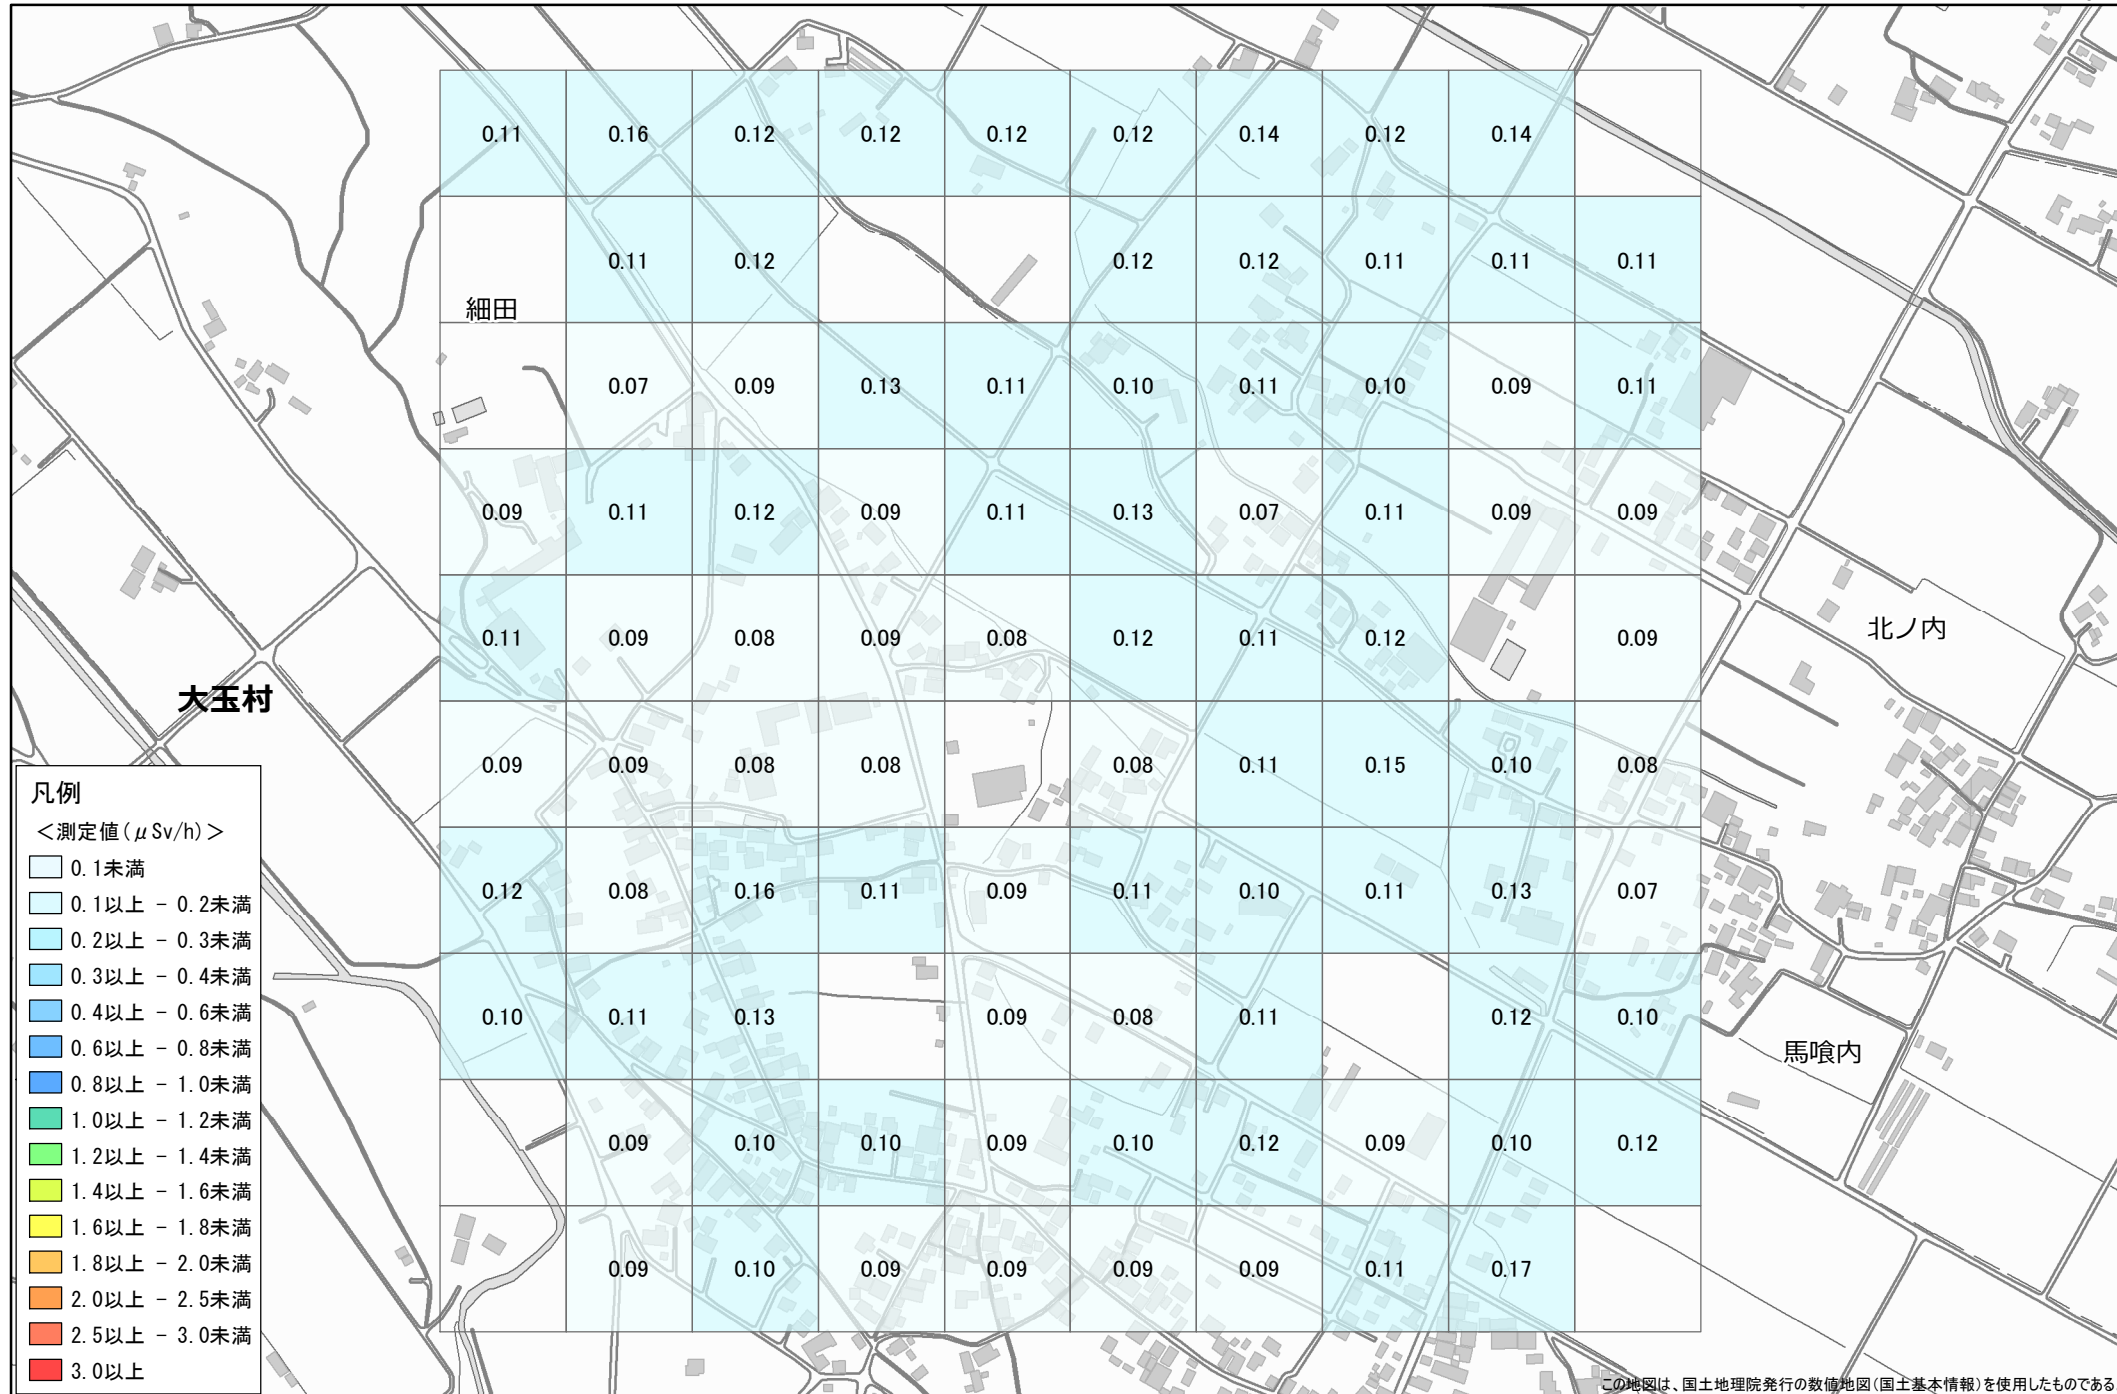 0.11 0.16 0.12 0.12 0.12 0.12 0.14 0.12 0.14
0.11 0.12 0.12 0.12 0.11 0.11 0.11
細田
0.07 0.09 0.13 0.11 0.10 0.11 0.10 0.09 0.11
0.09 0.11 0.12 0.09 0.11 0.13 0.07 0.11 0.09 0.09
0.11 0.09 0.08 0.09 0.08 0.12 0.11 0.12 0.09
北ノ内
大玉村
0.09 0.09 0.08 0.08 0.08 0.11 0.15 0.10 0.08
0.12 0.08 0.16 0.11 0.09 0.11 0.10 0.11 0.13 0.07
0.10 0.11 0.13 0.09 0.08 0.11 0.12 0.10
馬喰内
0.09 0.10 0.10 0.09 0.10 0.12 0.09 0.10 0.12
0.09 0.10 0.09 0.09 0.09 0.09 0.11 0.17
凡例
＜測定値(μSv/h)＞
0.1未満
0.1以上 - 0.2未満
0.2以上 - 0.3未満
0.3以上 - 0.4未満
0.4以上 - 0.6未満
0.6以上 - 0.8未満
0.8以上 - 1.0未満
1.0以上 - 1.2未満
1.2以上 - 1.4未満
1.4以上 - 1.6未満
1.6以上 - 1.8未満
1.8以上 - 2.0未満
2.0以上 - 2.5未満
2.5以上 - 3.0未満
3.0以上
この地図は、国土地理院発行の数値地図(国土基本情報)を使用したものである